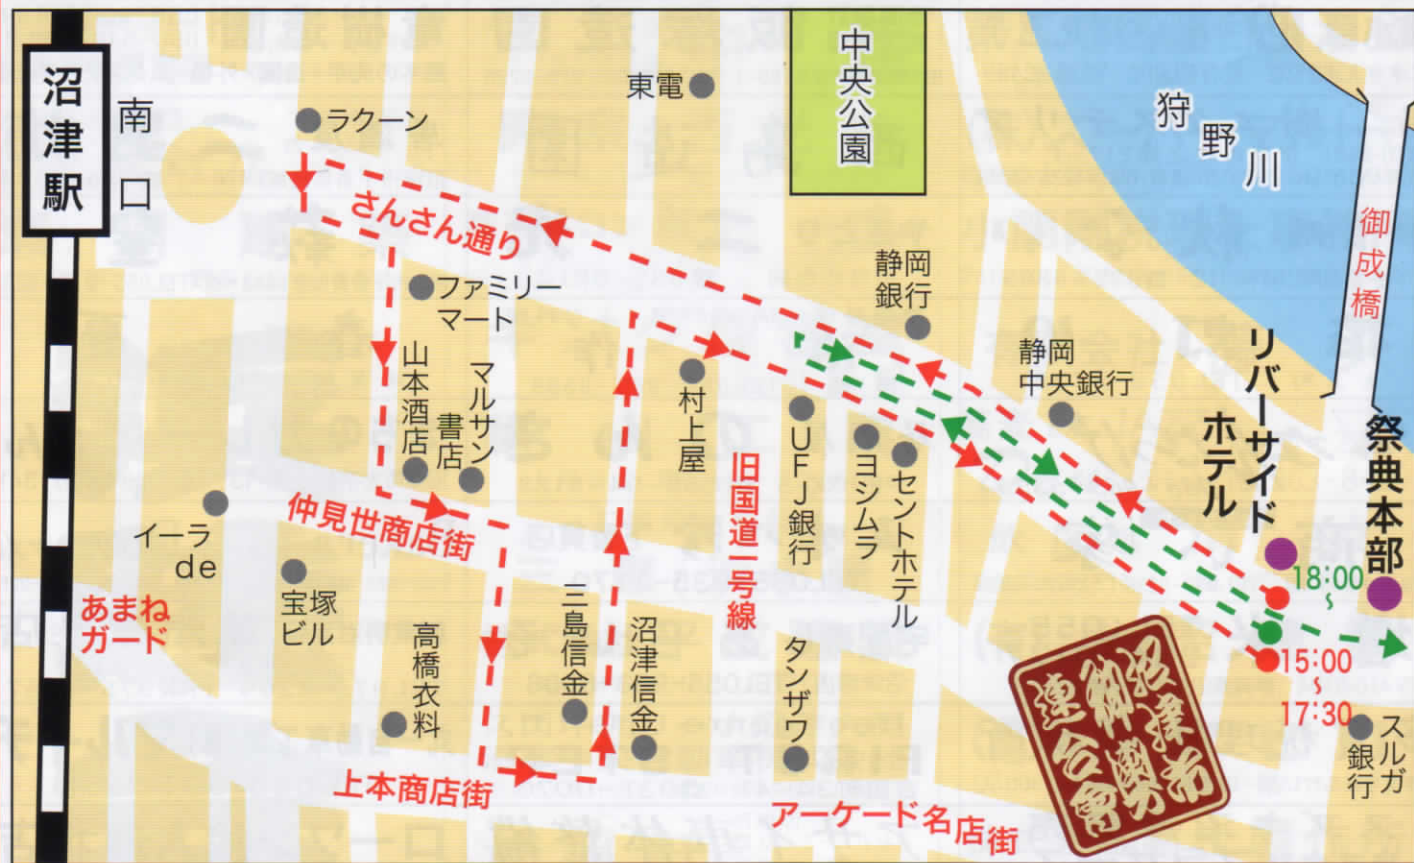 沼津駅
南口
ラクーン
東電
中央公園
狩野川
御成橋
さんさん通り
ファミリー
マート
静岡
銀行
静岡
中央銀行
山本酒店
マルサン
書店
村上屋
UFJ銀行
ヨシムラ
セントホテル
リバーサイド
ホテル
祭典本部
旧国道一号線
仲見世商店街
イーラ
de
宝塚
ビル
あまね
ガード
高橋衣料
三島信金
沼津信金
タンザワ
18:00
~
15:00
~
17:30
スルガ
銀行
上本商店街
アーケード名店街
沼津市
神輿
連合會